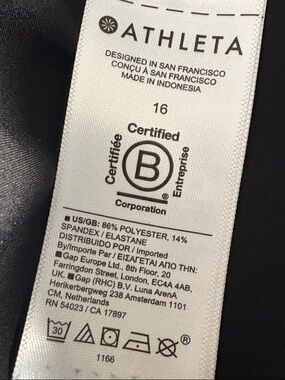 ATHLETA
DESIGNED IN SAN FRANCISCO
CONÇU À SAN FRANCISCO
MADE IN INDONESIA
16
Certified
Certifiée
B
Entreprise
Corporation
■ US/GB: 86% POLYESTER, 14%
SPANDEX / ELASTANE
DISTRIBUIDO POR / imported
By/Importe Par / ΕΙΣΑΓΕΤΑΙ ΑΠΟ ΤΗΝ:
■Gap Europe Ltd., 8th Floor, 20
Farringdon Street, London, EC4A 4AB,
UK. ■Gap (RHC) B.V. Luna ArenA
Herikerbergweg 238 Amsterdam 1101
CM. Netherlands
RN 54023 / CA 17897
30 ®
1166